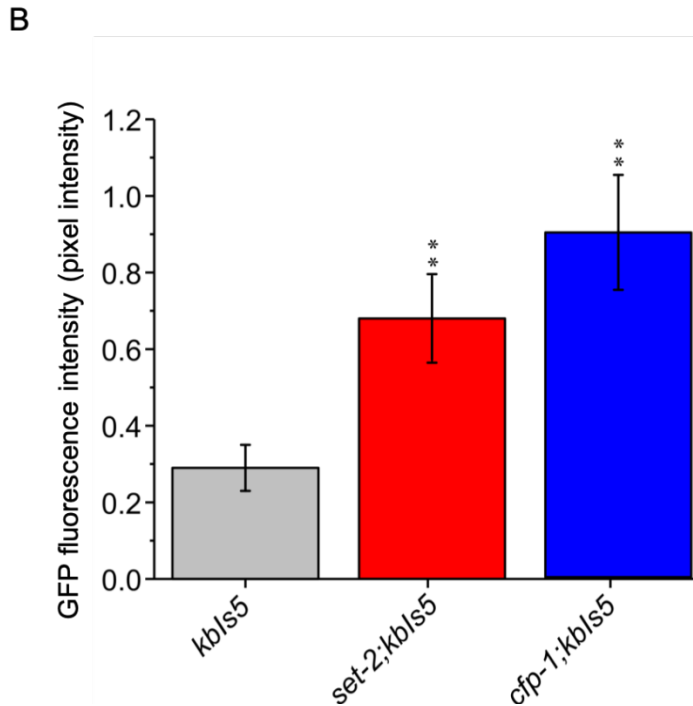 B
GFP fluorescence intensity (pixel intensity)
1.2
1.0
0.8
0.6
0.4
0.2
0.0
**
**
kbIs5
set-2;kbIs5
cfp-1;kbIs5